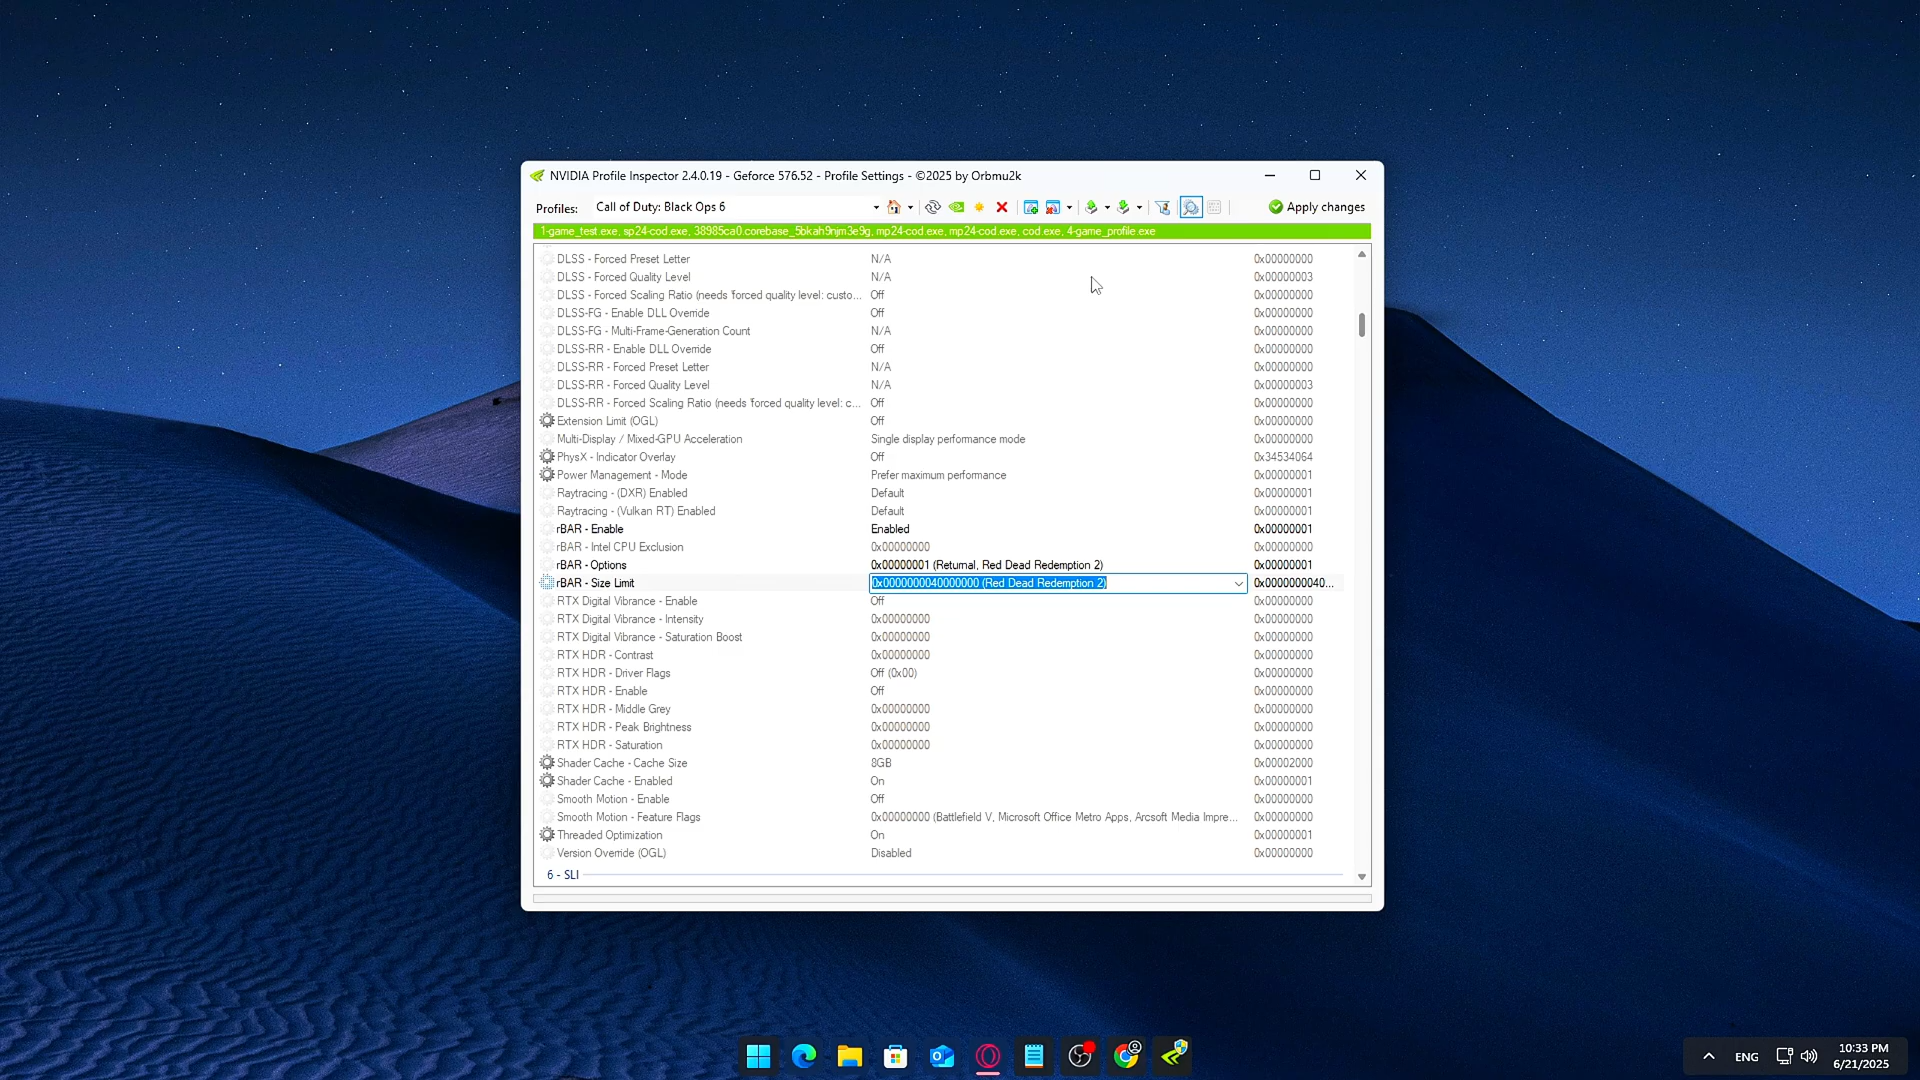 NVIDIA Profile Inspector 2.4.0.19 - Geforce 576.52 - Profile Settings - ©2025 by Orbmu2k
Profiles: Call of Duty: Black Ops 6 Apply changes
1-game_test.exe, sp24-cod.exe, 38985ca0.corebase_5bkah9njm3e9g, mp24-cod.exe, mp24-cod.exe, cod.exe, 4-game_profile.exe
DLSS - Forced Preset Letter N/A 0x00000000
DLSS - Forced Quality Level N/A 0x00000003
DLSS - Forced Scaling Ratio (needs 'forced quality level: custo... Off 0x00000000
DLSS-FG - Enable DLL Override Off 0x00000000
DLSS-FG - Multi-Frame-Generation Count N/A 0x00000000
DLSS-RR - Enable DLL Override Off 0x00000000
DLSS-RR - Forced Preset Letter N/A 0x00000000
DLSS-RR - Forced Quality Level N/A 0x00000003
DLSS-RR - Forced Scaling Ratio (needs 'forced quality level: c... Off 0x00000000
Extension Limit (OGL) Off 0x00000000
Multi-Display / Mixed-GPU Acceleration Single display performance mode 0x00000000
PhysX - Indicator Overlay Off 0x34534064
Power Management - Mode Prefer maximum performance 0x00000001
Raytracing - (DXR) Enabled Default 0x00000001
Raytracing - (Vulkan RT) Enabled Default 0x00000001
rBAR - Enable Enabled 0x00000001
rBAR - Intel CPU Exclusion 0x00000000 0x00000000
rBAR - Options 0x00000001 (Returnal, Red Dead Redemption 2) 0x00000001
rBAR - Size Limit 0x0000000040000000 (Red Dead Redemption 2) 0x0000000040...
RTX Digital Vibrance - Enable Off 0x00000000
RTX Digital Vibrance - Intensity 0x00000000 0x00000000
RTX Digital Vibrance - Saturation Boost 0x00000000 0x00000000
RTX HDR - Contrast 0x00000000 0x00000000
RTX HDR - Driver Flags Off (0x00) 0x00000000
RTX HDR - Enable Off 0x00000000
RTX HDR - Middle Grey 0x00000000 0x00000000
RTX HDR - Peak Brightness 0x00000000 0x00000000
RTX HDR - Saturation 0x00000000 0x00000000
Shader Cache - Cache Size 8GB 0x00002000
Shader Cache - Enabled On 0x00000001
Smooth Motion - Enable Off 0x00000000
Smooth Motion - Feature Flags 0x00000000 (Battlefield V, Microsoft Office Metro Apps, Arcsoft Media Impre... 0x00000000
Threaded Optimization On 0x00000001
Version Override (OGL) Disabled 0x00000000
6 - SLI
ENG 10:33 PM
6/21/2025